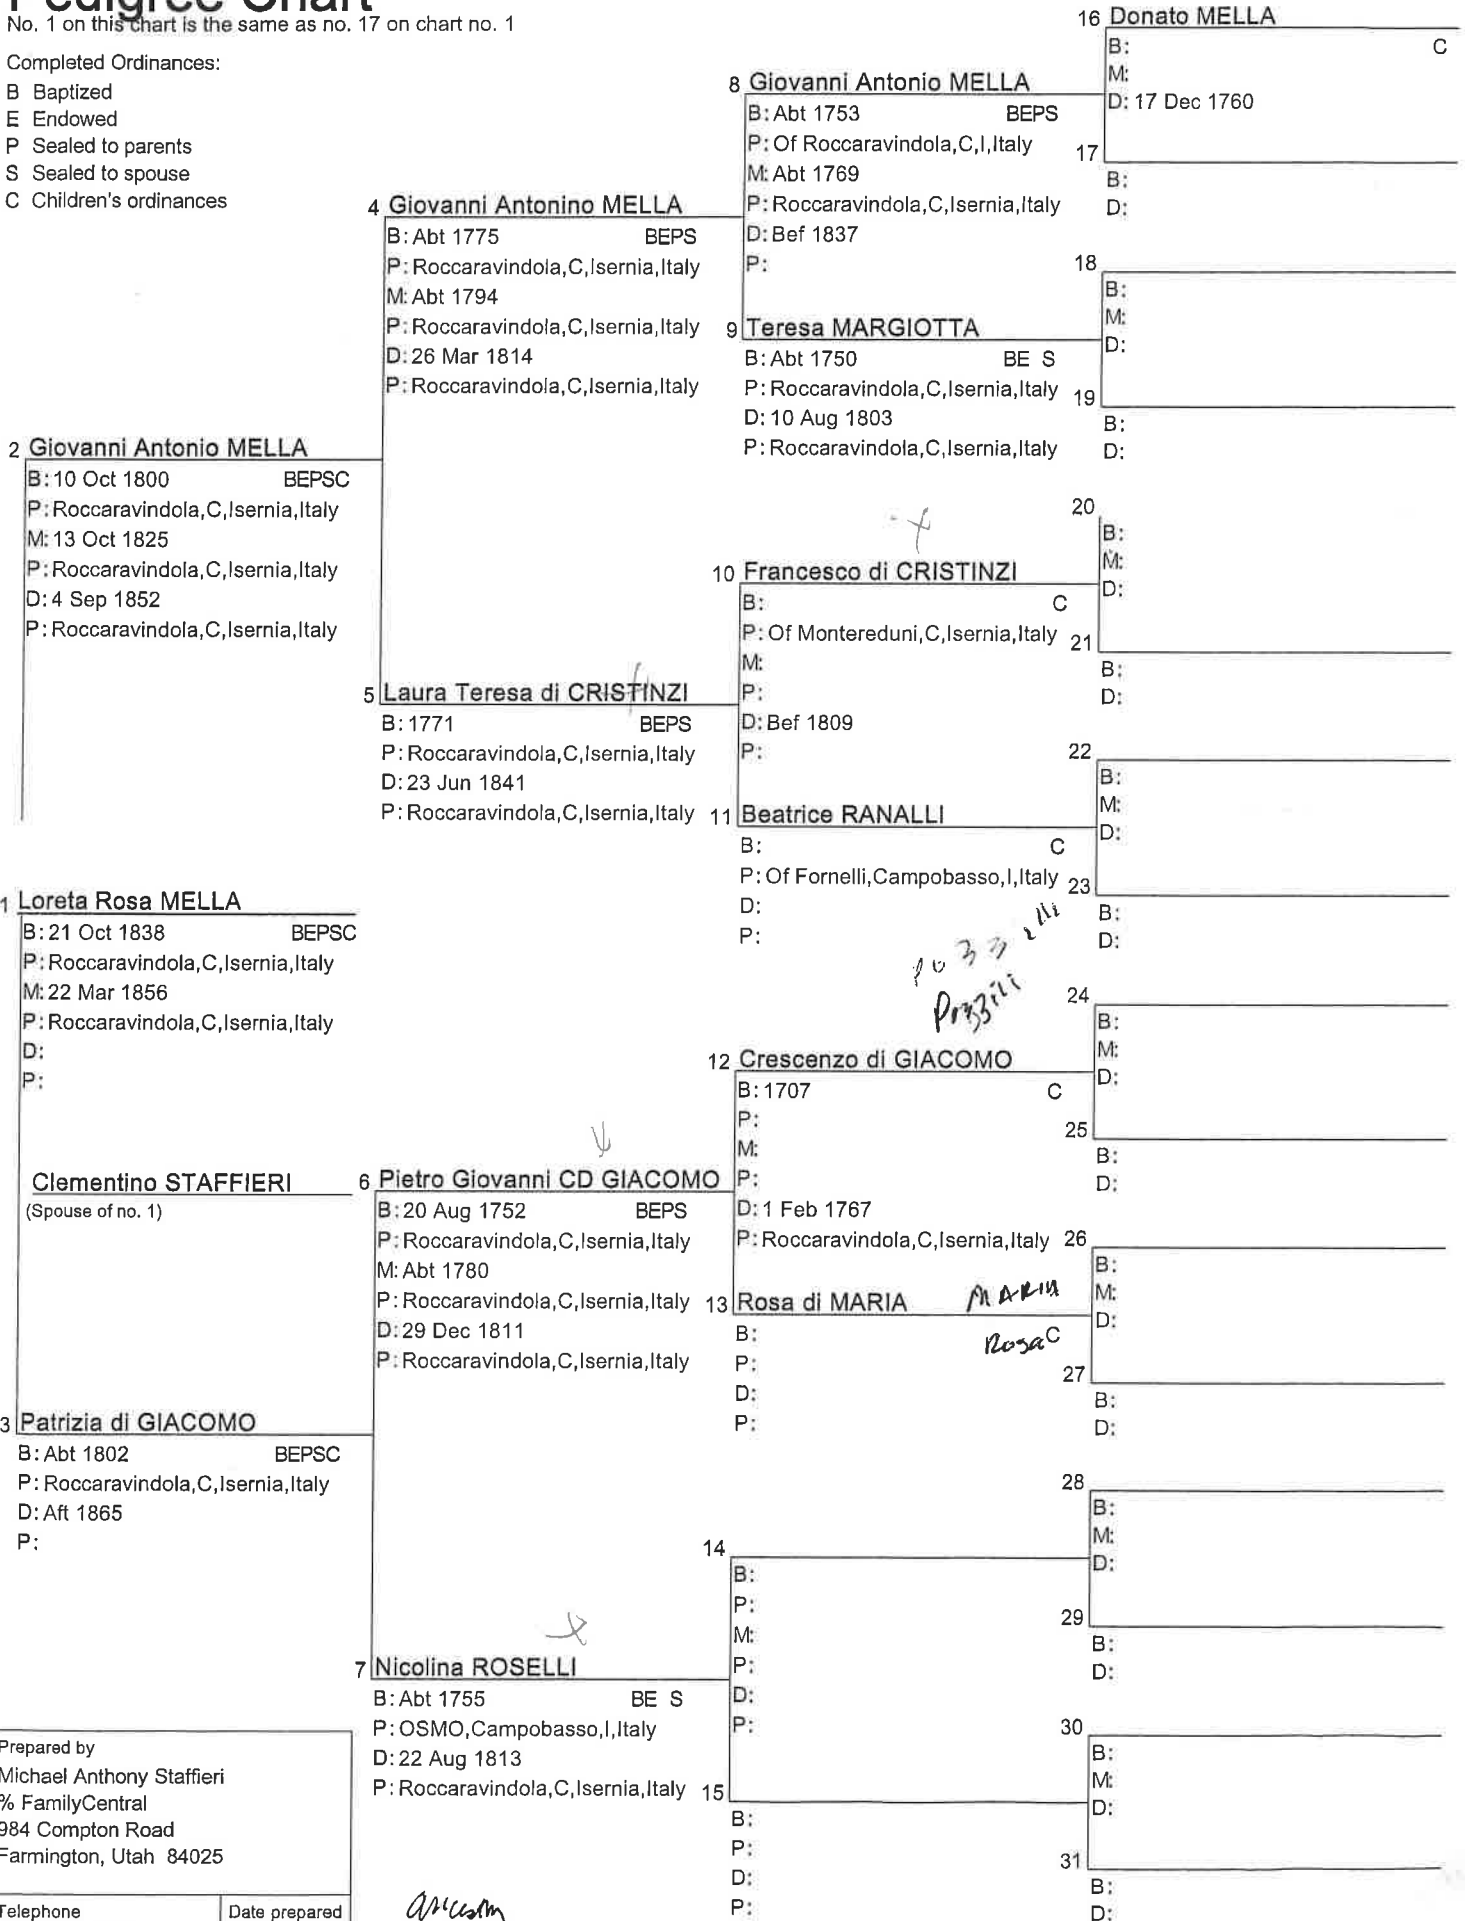 Pedigree Chart
No. 1 on this chart is the same as no. 17 on chart no. 1
Completed Ordinances:
B Baptized
E Endowed
P Sealed to parents
S Sealed to spouse
C Children's ordinances
2 Giovanni Antonio MELLA
B: 10 Oct 1800 BEPSC
P: Roccaravindola,C,Isernia,Italy
M: 13 Oct 1825
P: Roccaravindola,C,Isernia,Italy
D: 4 Sep 1852
P: Roccaravindola,C,Isernia,Italy
1 Loreta Rosa MELLA
B: 21 Oct 1838 BEPSC
P: Roccaravindola,C,Isernia,Italy
M: 22 Mar 1856
P: Roccaravindola,C,Isernia,Italy
D:
P:
Clementino STAFFIERI
(Spouse of no. 1)
3 Patrizia di GIACOMO
B: Abt 1802 BEPSC
P: Roccaravindola,C,Isernia,Italy
D: Aft 1865
P:
Prepared by
Michael Anthony Staffieri
% FamilyCentral
984 Compton Road
Farmington, Utah 84025
Telephone
Date prepared
4 Giovanni Antonino MELLA
B: Abt 1775 BEPS
P: Roccaravindola,C,Isernia,Italy
M: Abt 1794
P: Roccaravindola,C,Isernia,Italy
D: 26 Mar 1814
P: Roccaravindola,C,Isernia,Italy
5 Laura Teresa di CRISTINZI
B: 1771 BEPS
P: Roccaravindola,C,Isernia,Italy
D: 23 Jun 1841
P: Roccaravindola,C,Isernia,Italy
6 Pietro Giovanni CD GIACOMO
B: 20 Aug 1752 BEPS
P: Roccaravindola,C,Isernia,Italy
M: Abt 1780
P: Roccaravindola,C,Isernia,Italy
D: 29 Dec 1811
P: Roccaravindola,C,Isernia,Italy
7 Nicolina ROSELLI
B: Abt 1755 BE S
P: OSMO,Campobasso,I,Italy
D: 22 Aug 1813
P: Roccaravindola,C,Isernia,Italy
8 Giovanni Antonio MELLA
B: Abt 1753 BEPS
P: Of Roccaravindola,C,I,Italy
M: Abt 1769
P: Roccaravindola,C,Isernia,Italy
D: Bef 1837
P:
9 Teresa MARGIOTTA
B: Abt 1750 BE S
P: Roccaravindola,C,Isernia,Italy
D: 10 Aug 1803
P: Roccaravindola,C,Isernia,Italy
10 Francesco di CRISTINZI
B: C
P: Of Montereduni,C,Isernia,Italy
M:
P:
D: Bef 1809
P:
11 Beatrice RANALLI
B: C
P: Of Fornelli,Campobasso,I,Italy
D:
P:
Pozzili
12 Crescenzo di GIACOMO
B: 1707 C
P:
M:
P:
D: 1 Feb 1767
P: Roccaravindola,C,Isernia,Italy
13 Rosa di MARIA MARIA
B: Rosa C
P:
D:
P:
14
B:
P:
M:
P:
D:
P:
15
B:
P:
D:
P:
16 Donato MELLA
B: C
M:
D: 17 Dec 1760
17
B:
D:
18
B:
M:
D:
19
B:
D:
20
B:
M:
D:
21
B:
D:
22
B:
M:
D:
23
B:
D:
24
B:
M:
D:
25
B:
D:
26
B:
M:
D:
27
B:
D:
28
B:
M:
D:
29
B:
D:
30
B:
M:
D:
31
B:
D: